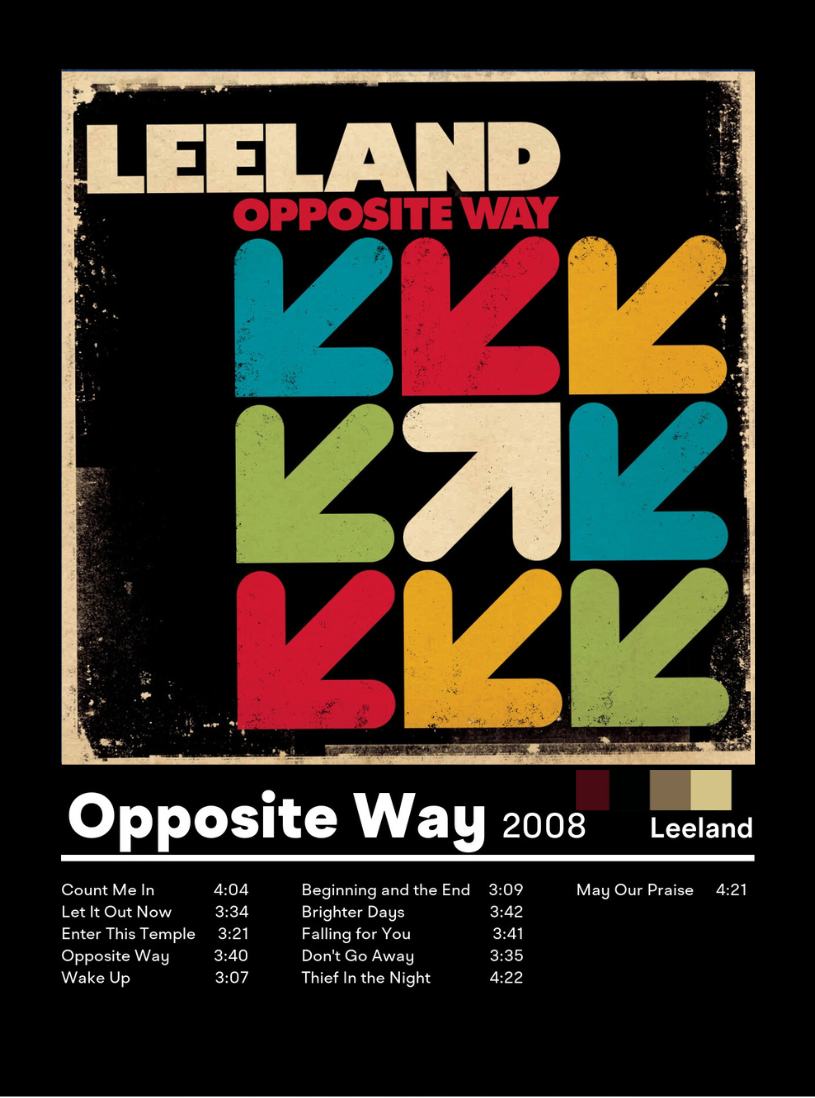 LEELAND
OPPOSITE WAY
Opposite Way 2008
Leeland
Count Me In 4:04
Let It Out Now 3:34
Enter This Temple 3:21
Opposite Way 3:40
Wake Up 3:07
Beginning and the End 3:09
Brighter Days 3:42
Falling for You 3:41
Don't Go Away 3:35
Thief In the Night 4:22
May Our Praise 4:21